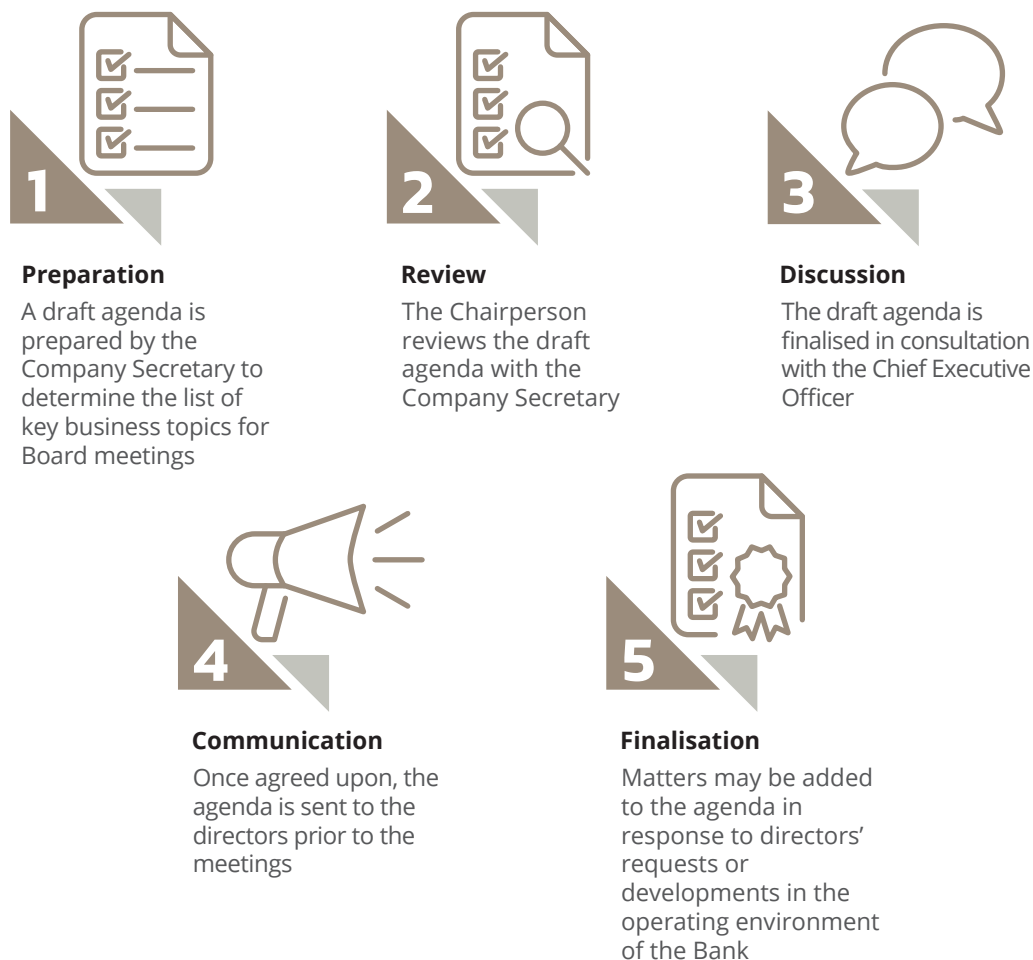 1
Preparation
A draft agenda is
prepared by the
Company Secretary to
determine the list of
key business topics for
Board meetings
2
Review
The Chairperson
reviews the draft
agenda with the
Company Secretary
3
Discussion
The draft agenda is
finalised in consultation
with the Chief Executive
Officer
4
Communication
Once agreed upon, the
agenda is sent to the
directors prior to the
meetings
5
Finalisation
Matters may be added
to the agenda in
response to directors’
requests or
developments in the
operating environment
of the Bank